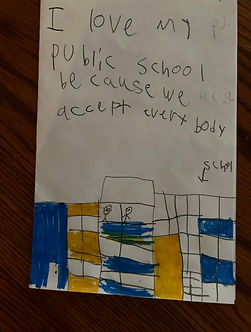 I love my
public school
because we
accept everybody
school